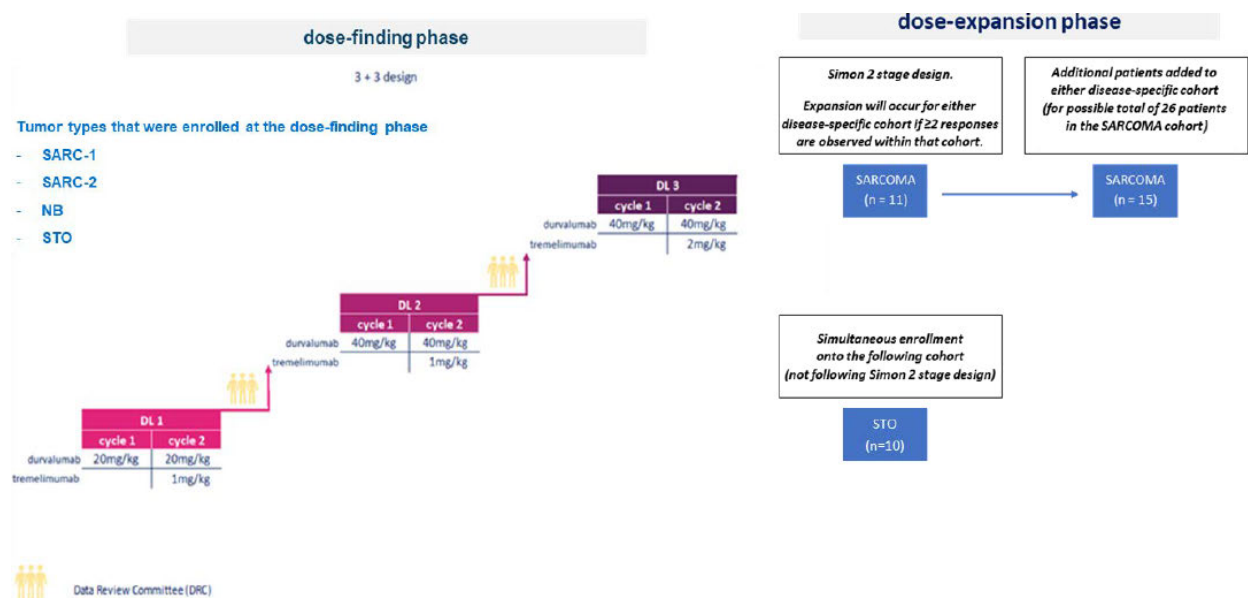 dose-finding phase
3 + 3 design
Tumor types that were enrolled at the dose-finding phase
- SARC-1
- SARC-2
- NB
- STO
DL 3
cycle 1 cycle 2
durvalumab 40mg/kg 40mg/kg
tremelimumab 2mg/kg
DL 2
cycle 1 cycle 2
durvalumab 40mg/kg 40mg/kg
tremelimumab 1mg/kg
DL 1
cycle 1 cycle 2
durvalumab 20mg/kg 20mg/kg
tremelimumab 1mg/kg
Data Review Committee (DRC)
dose-expansion phase
Simon 2 stage design.
Expansion will occur for either
disease-specific cohort if ≥2 responses
are observed within that cohort.
SARCOMA
(n = 11)
Additional patients added to
either disease-specific cohort
(for possible total of 26 patients
in the SARCOMA cohort)
SARCOMA
(n = 15)
Simultaneous enrollment
onto the following cohort
(not following Simon 2 stage design)
STO
(n=10)